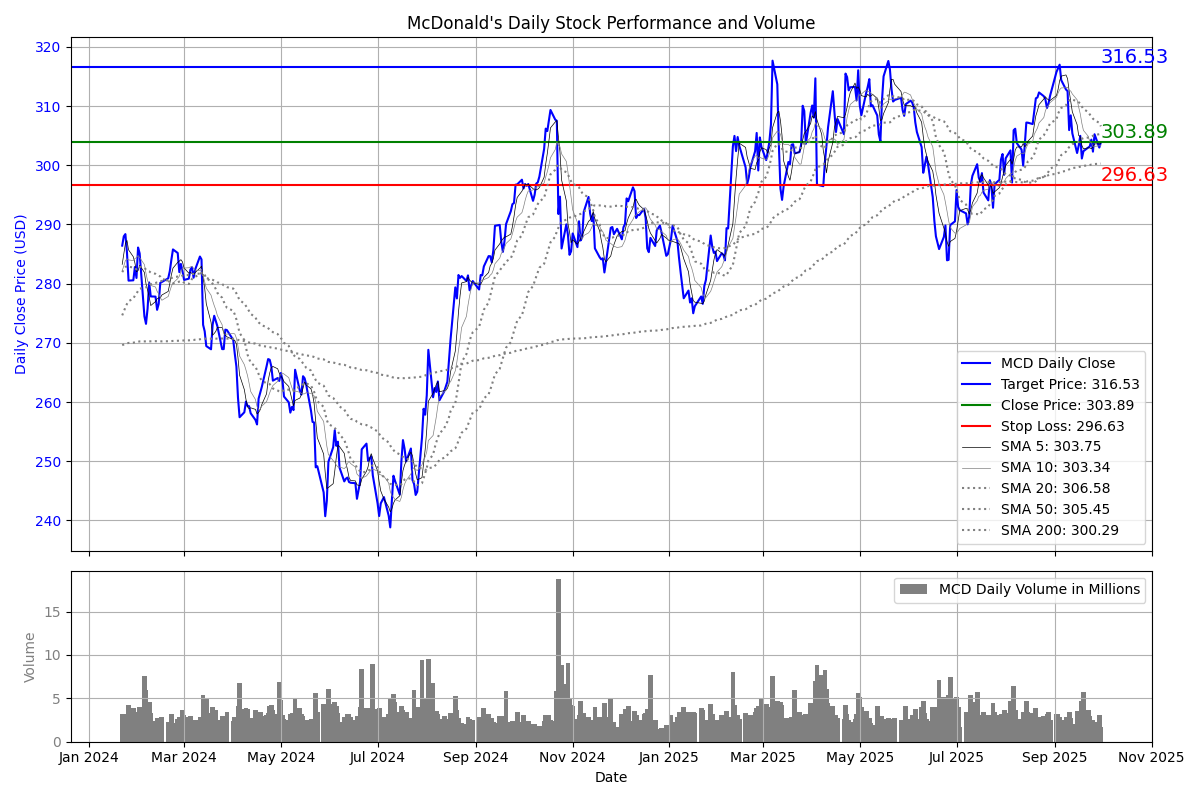 McDonald's Daily Stock Performance and Volume
Daily Close Price (USD)
320
310
300
290
280
270
260
250
240
316.53
303.89
296.63
MCD Daily Close
Target Price: 316.53
Close Price: 303.89
Stop Loss: 296.63
SMA 5: 303.75
SMA 10: 303.34
SMA 20: 306.58
SMA 50: 305.45
SMA 200: 300.29
Volume
15
10
5
0
MCD Daily Volume in Millions
Jan 2024 Mar 2024 May 2024 Jul 2024 Sep 2024 Nov 2024 Jan 2025 Mar 2025 May 2025 Jul 2025 Sep 2025 Nov 2025
Date